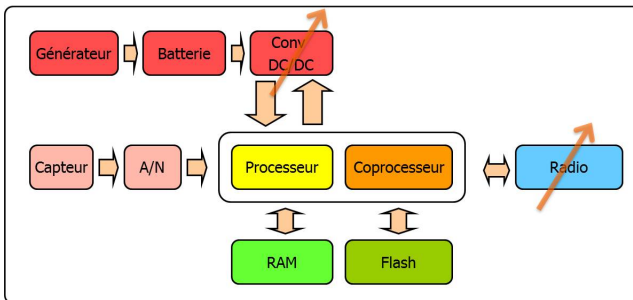 Générateur
Batterie
Conv
DC/DC
Capteur
A/N
Processeur
Coprocesseur
Radio
RAM
Flash